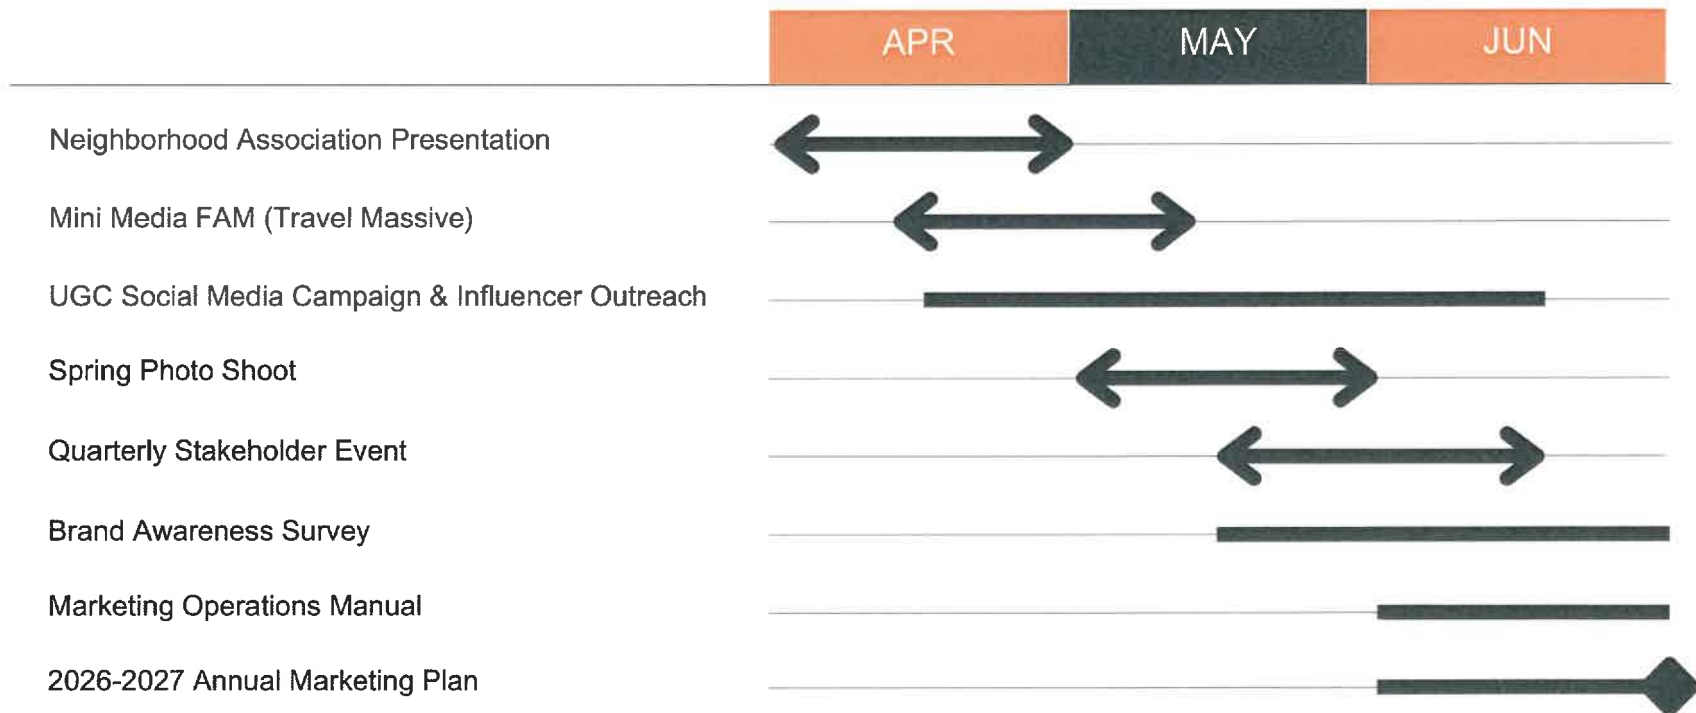 APR MAY JUN
Neighborhood Association Presentation
Mini Media FAM (Travel Massive)
UGC Social Media Campaign & Influencer Outreach
Spring Photo Shoot
Quarterly Stakeholder Event
Brand Awareness Survey
Marketing Operations Manual
2026-2027 Annual Marketing Plan